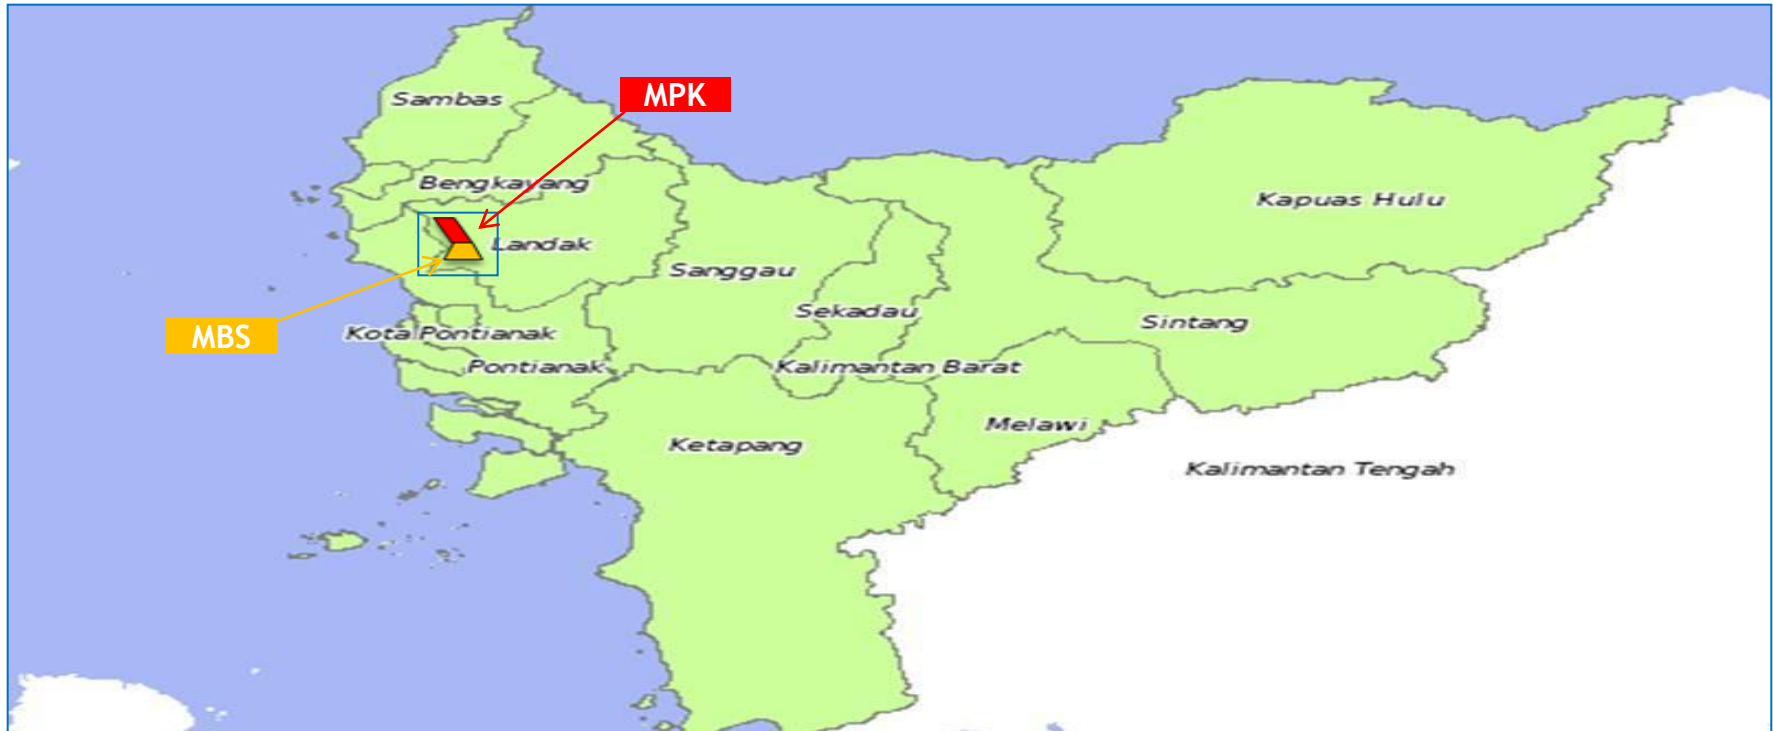 MPK
Sambas
Bengkayang
Kapuas Hulu
Landak
Sanggau
Sekadau
Sintang
MBS
Kota Pontianak
Pontianak
Kalimantan Barat
Melawi
Ketapang
Kalimantan Tengah